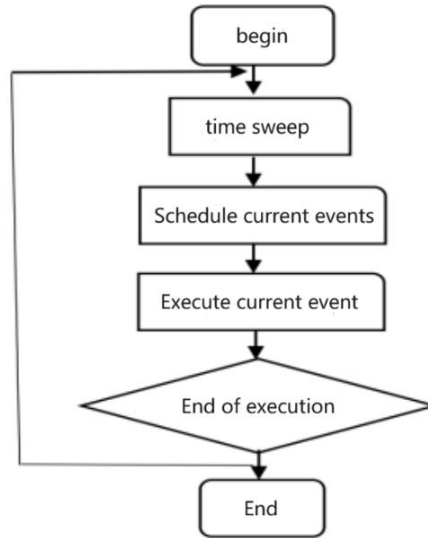 begin
time sweep
Schedule current events
Execute current event
End of execution
End